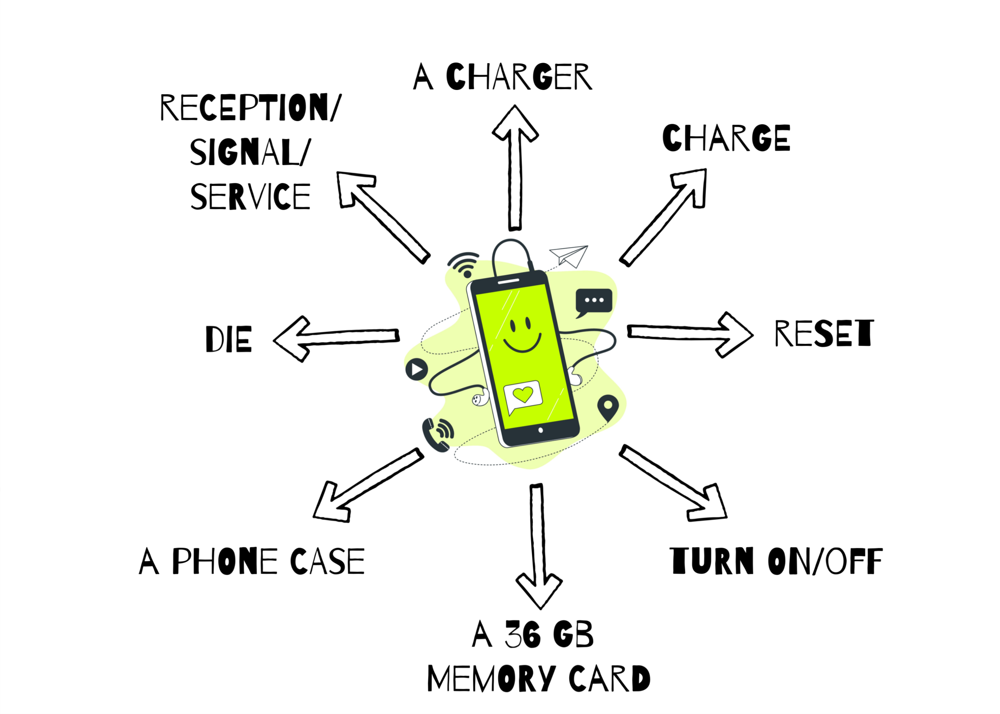 A CHARGER
RECEPTION/
SIGNAL/
SERVICE
CHARGE
DIE
RESET
A PHONE CASE
TURN ON/OFF
A 36 GB
MEMORY CARD